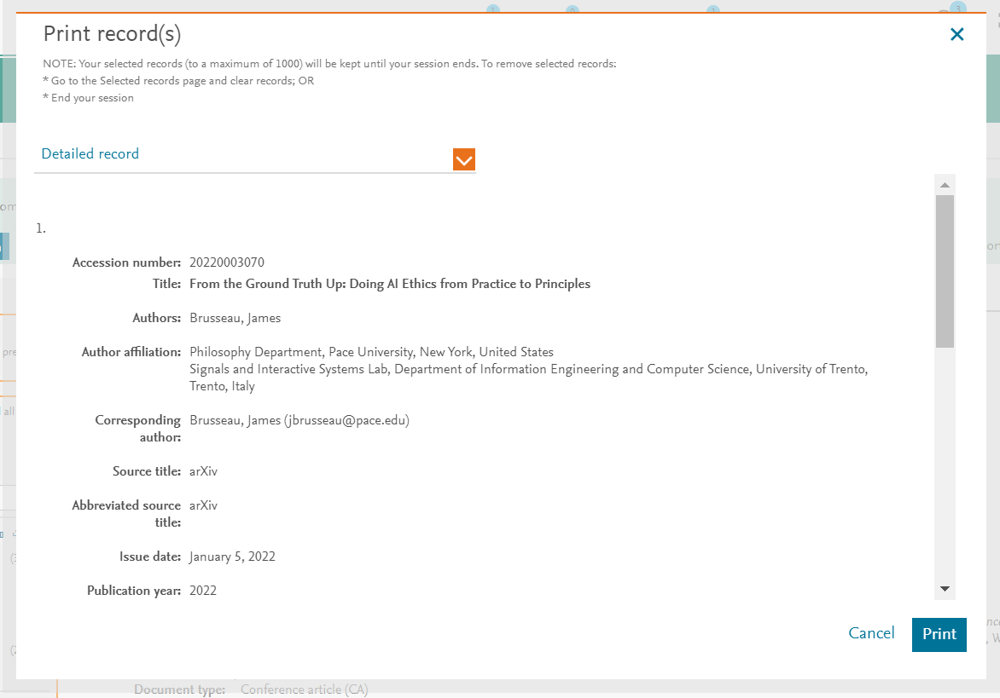 Print record(s)
NOTE: Your selected records (to a maximum of 1000) will be kept until your session ends. To remove selected records:
* Go to the Selected records page and clear records; OR
* End your session
Detailed record
1.
Accession number: 20220003070
Title: From the Ground Truth Up: Doing AI Ethics from Practice to Principles
Authors: Brusseau, James
Author affiliation: Philosophy Department, Pace University, New York, United States
Signals and Interactive Systems Lab, Department of Information Engineering and Computer Science, University of Trento,
Trento, Italy
Corresponding Brusseau, James (jbrusseau@pace.edu)
author:
Source title: arXiv
Abbreviated source arXiv
title:
Issue date: January 5, 2022
Publication year: 2022
Cancel Print
Document type: Conference article (CA)